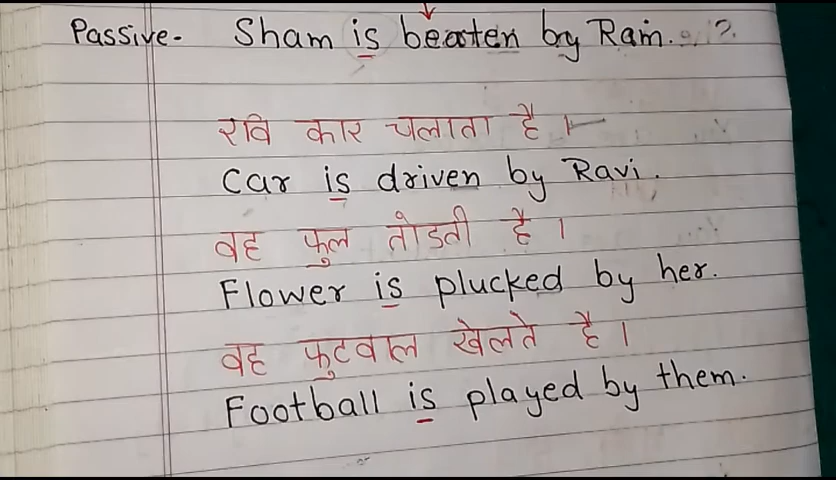 Passive- Sham is beaten by Ram. ?
रवि कार चलाता है ।
Car is driven by Ravi.
वह फुल तोडती है ।
Flower is plucked by her.
वह फुटवाल खेलते है ।
Football is played by them.